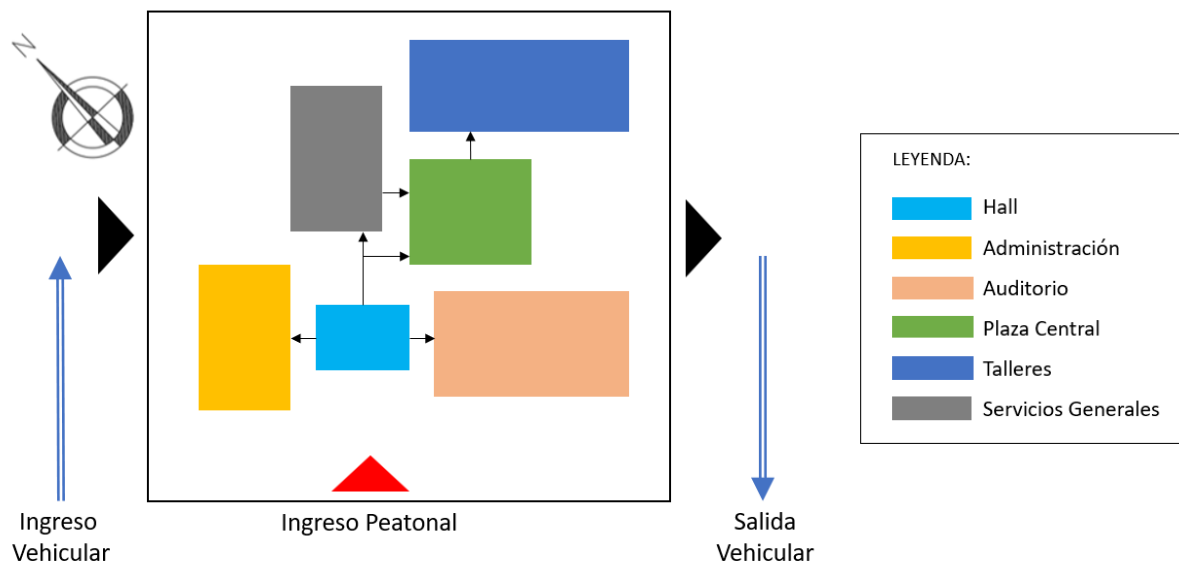 N
LEYENDA:
Hall
Administración
Auditorio
Plaza Central
Talleres
Servicios Generales
Ingreso
Vehicular
Ingreso Peatonal
Salida
Vehicular